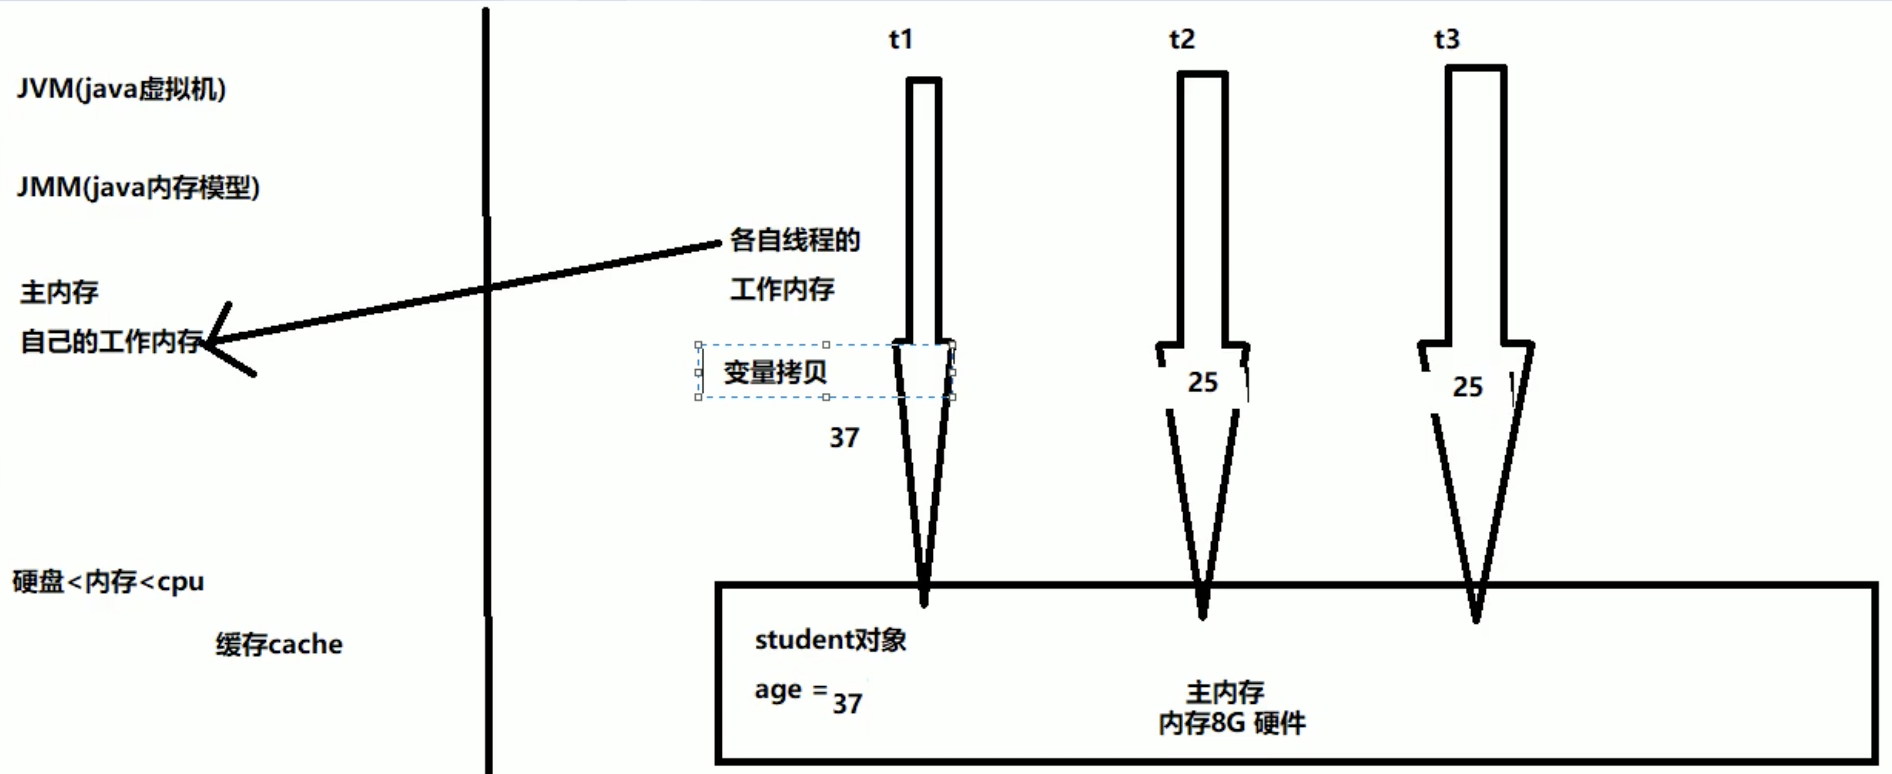 JVM(java虚拟机)
JMM(java内存模型)
主内存
自己的工作内存
硬盘<内存<cpu
缓存cache
t1
t2
t3
各自线程的
工作内存
变量拷贝
37
25
25
student对象
age =37
主内存
内存8G 硬件